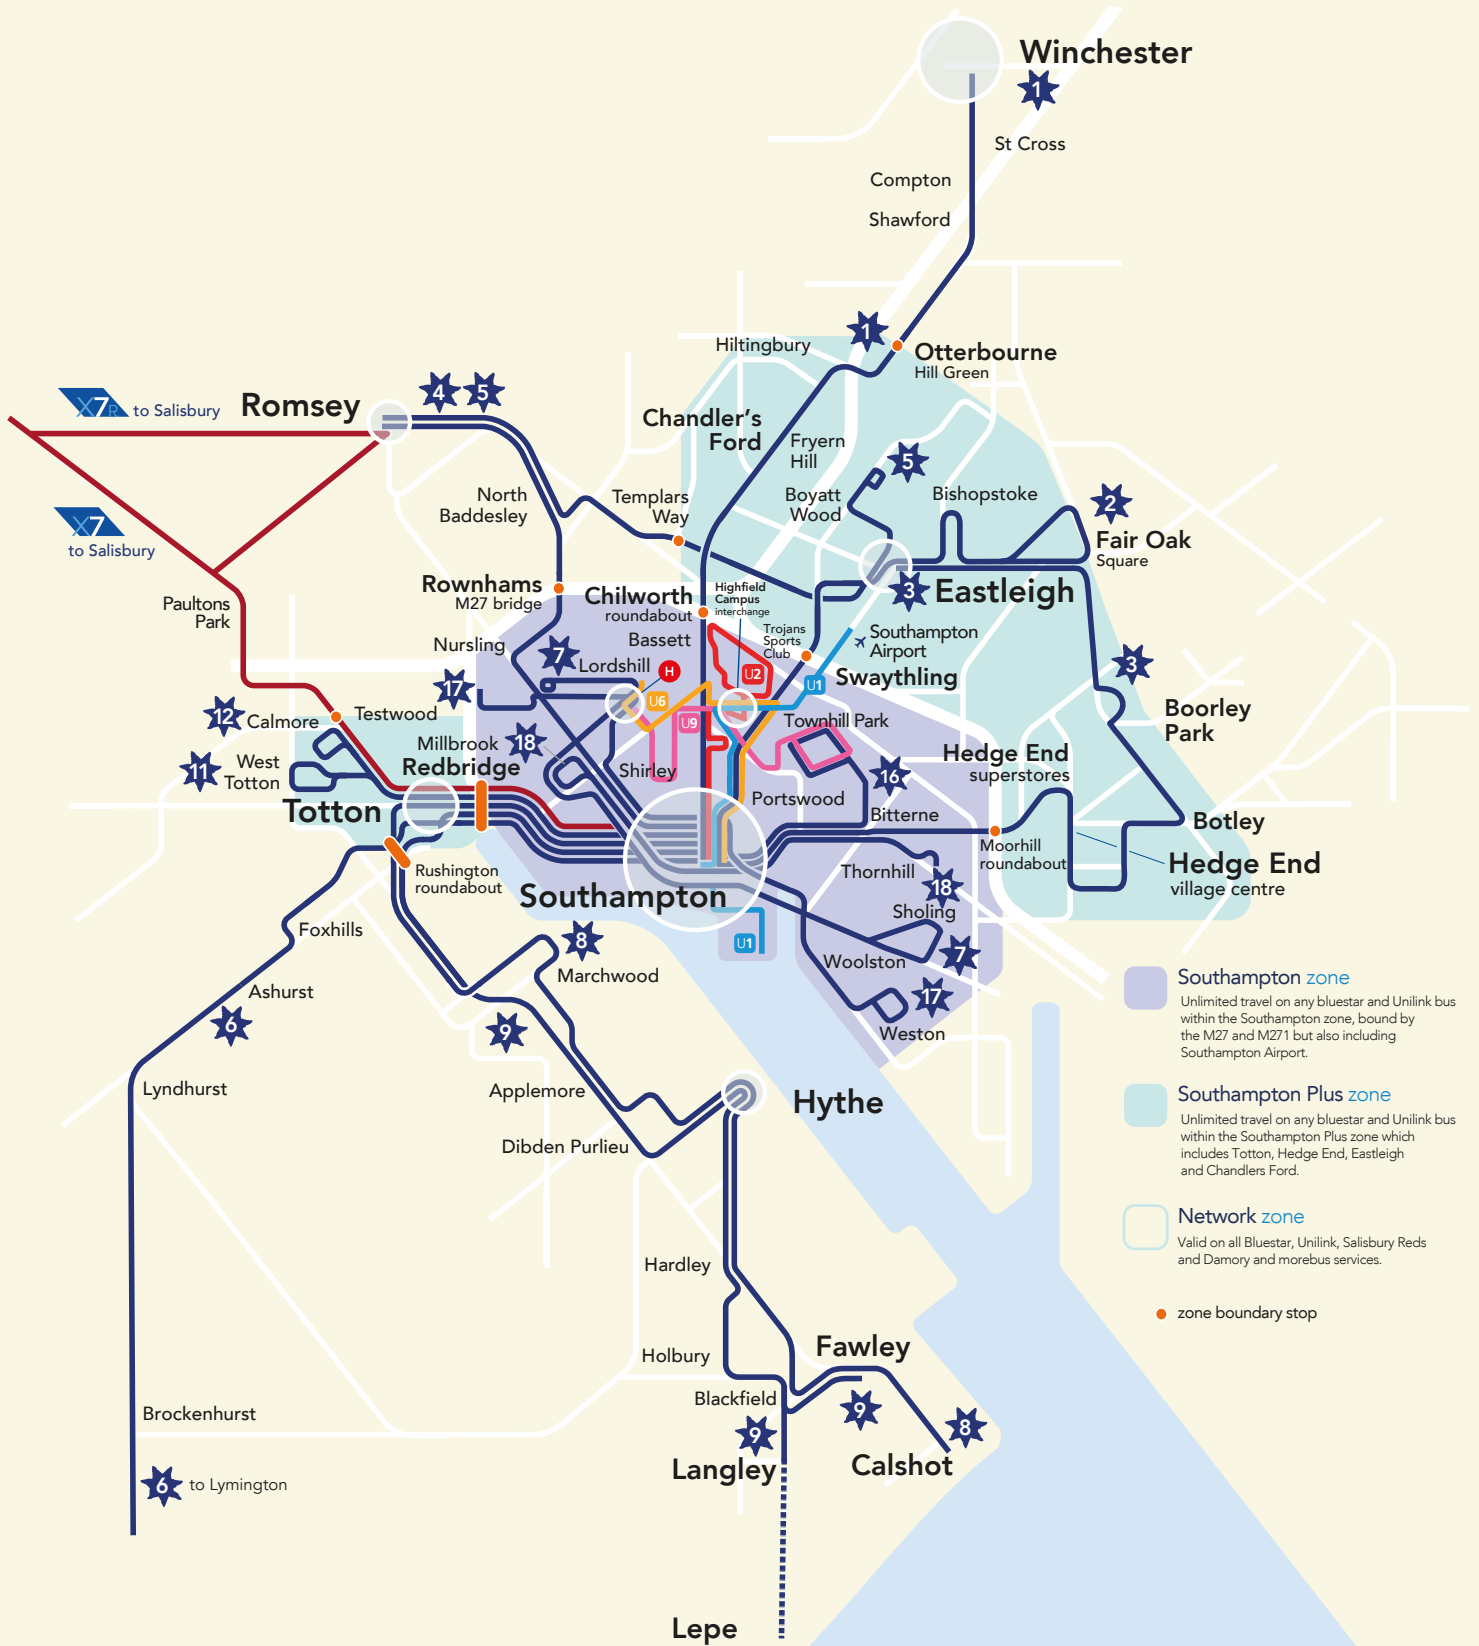 Winchester
1
St Cross
Compton
Shawford
1
Hiltingbury
Otterbourne
Hill Green
X7R to Salisbury
Romsey
4
5
Chandler's
Ford
Fryern
Hill
5
X7
to Salisbury
North
Baddesley
Templars
Way
Boyatt
Wood
Bishopstoke
2
Fair Oak
Square
Paultons
Park
Rownhams
M27 bridge
Chilworth
roundabout
Highfield
Campus
interchange
3
Eastleigh
Nursling
7
Bassett
Trojans
Sports
Club
Southampton
Airport
Lordshill
H
U2
U1
Swaythling
3
17
U6
U9
12
Calmore
Testwood
Townhill Park
Boorley
Park
11
West
Totton
Millbrook
18
Redbridge
Shirley
Hedge End
superstores
16
Totton
Portswood
Bitterne
Botley
Rushington
roundabout
Moorhill
roundabout
Hedge End
village centre
Southampton
Thornhill
18
Sholing
Foxhills
8
U1
7
Marchwood
Woolston
Ashurst
17
6
9
Weston
Lyndhurst
Applemore
Hythe
Dibden Purlieu
Hardley
Holbury
Fawley
Blackfield
9
9
8
Brockenhurst
Langley
Calshot
6 to Lymington
Lepe
Southampton zone
Unlimited travel on any bluestar and Unilink bus
within the Southampton zone, bound by
the M27 and M271 but also including
Southampton Airport.
Southampton Plus zone
Unlimited travel on any bluestar and Unilink bus
within the Southampton Plus zone which
includes Totton, Hedge End, Eastleigh
and Chandlers Ford.
Network zone
Valid on all Bluestar, Unilink, Salisbury Reds
and Damory and morebus services.
zone boundary stop